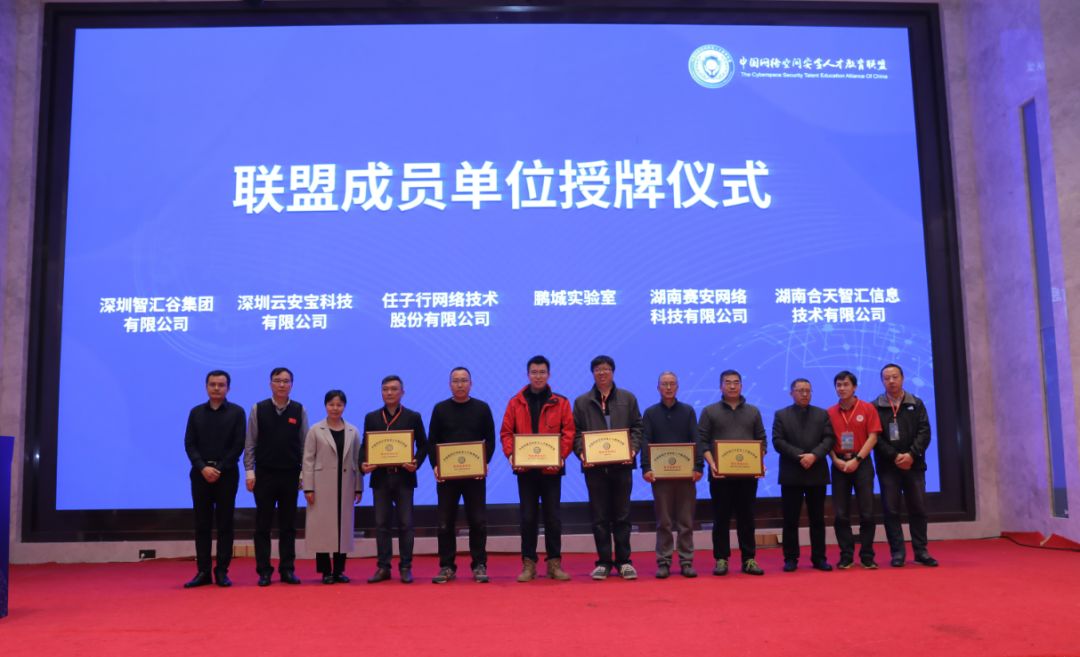 中国网络空间安全人才教育联盟
The Cyberspace Security Talent Education Alliance Of China
联盟成员单位授牌仪式
深圳智汇谷集团
有限公司
深圳云安宝科技
有限公司
任子行网络技术
股份有限公司
鹏城实验室
湖南赛安网络
科技有限公司
湖南合天智汇信息
技术有限公司